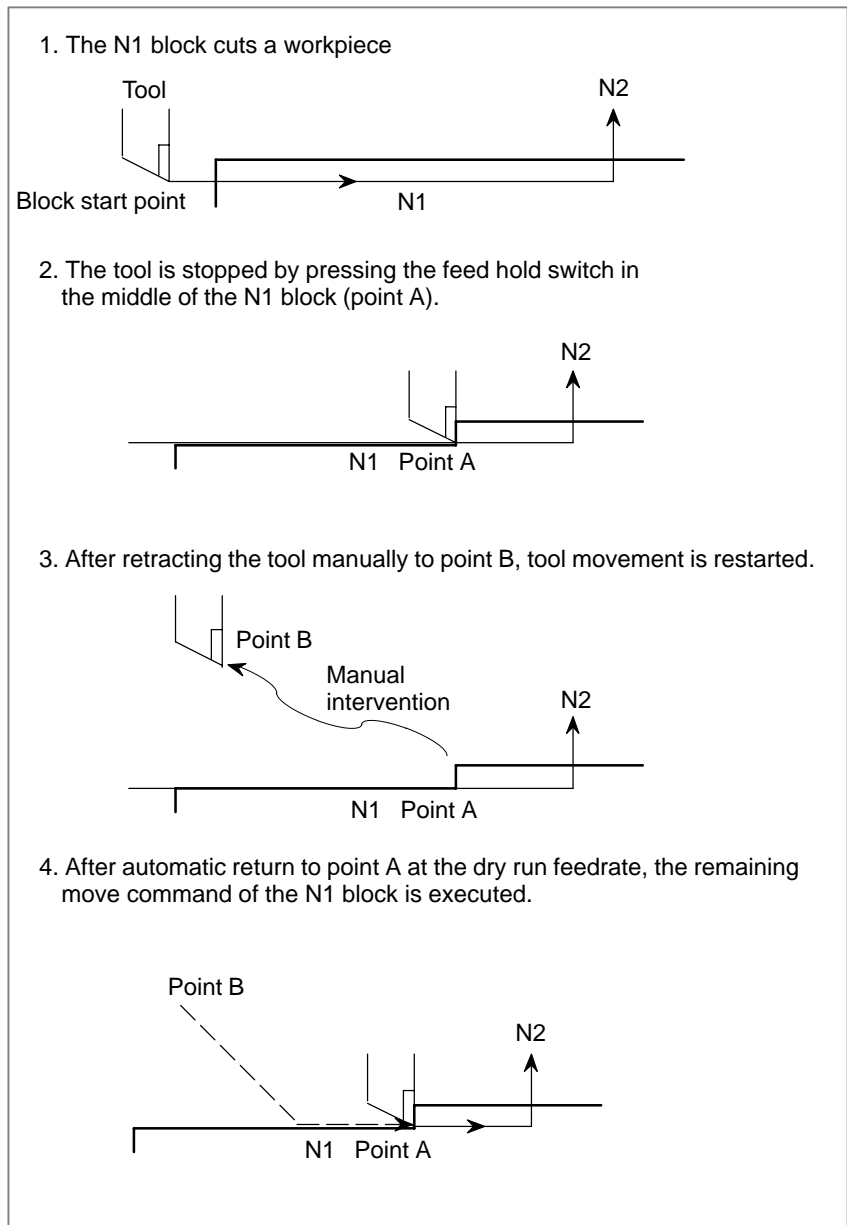 1. The N1 block cuts a workpiece
Tool
N2
Block start point
N1
2. The tool is stopped by pressing the feed hold switch in
the middle of the N1 block (point A).
N2
N1 Point A
3. After retracting the tool manually to point B, tool movement is restarted.
Point B
Manual
intervention
N2
N1 Point A
4. After automatic return to point A at the dry run feedrate, the remaining
move command of the N1 block is executed.
Point B
N2
N1 Point A